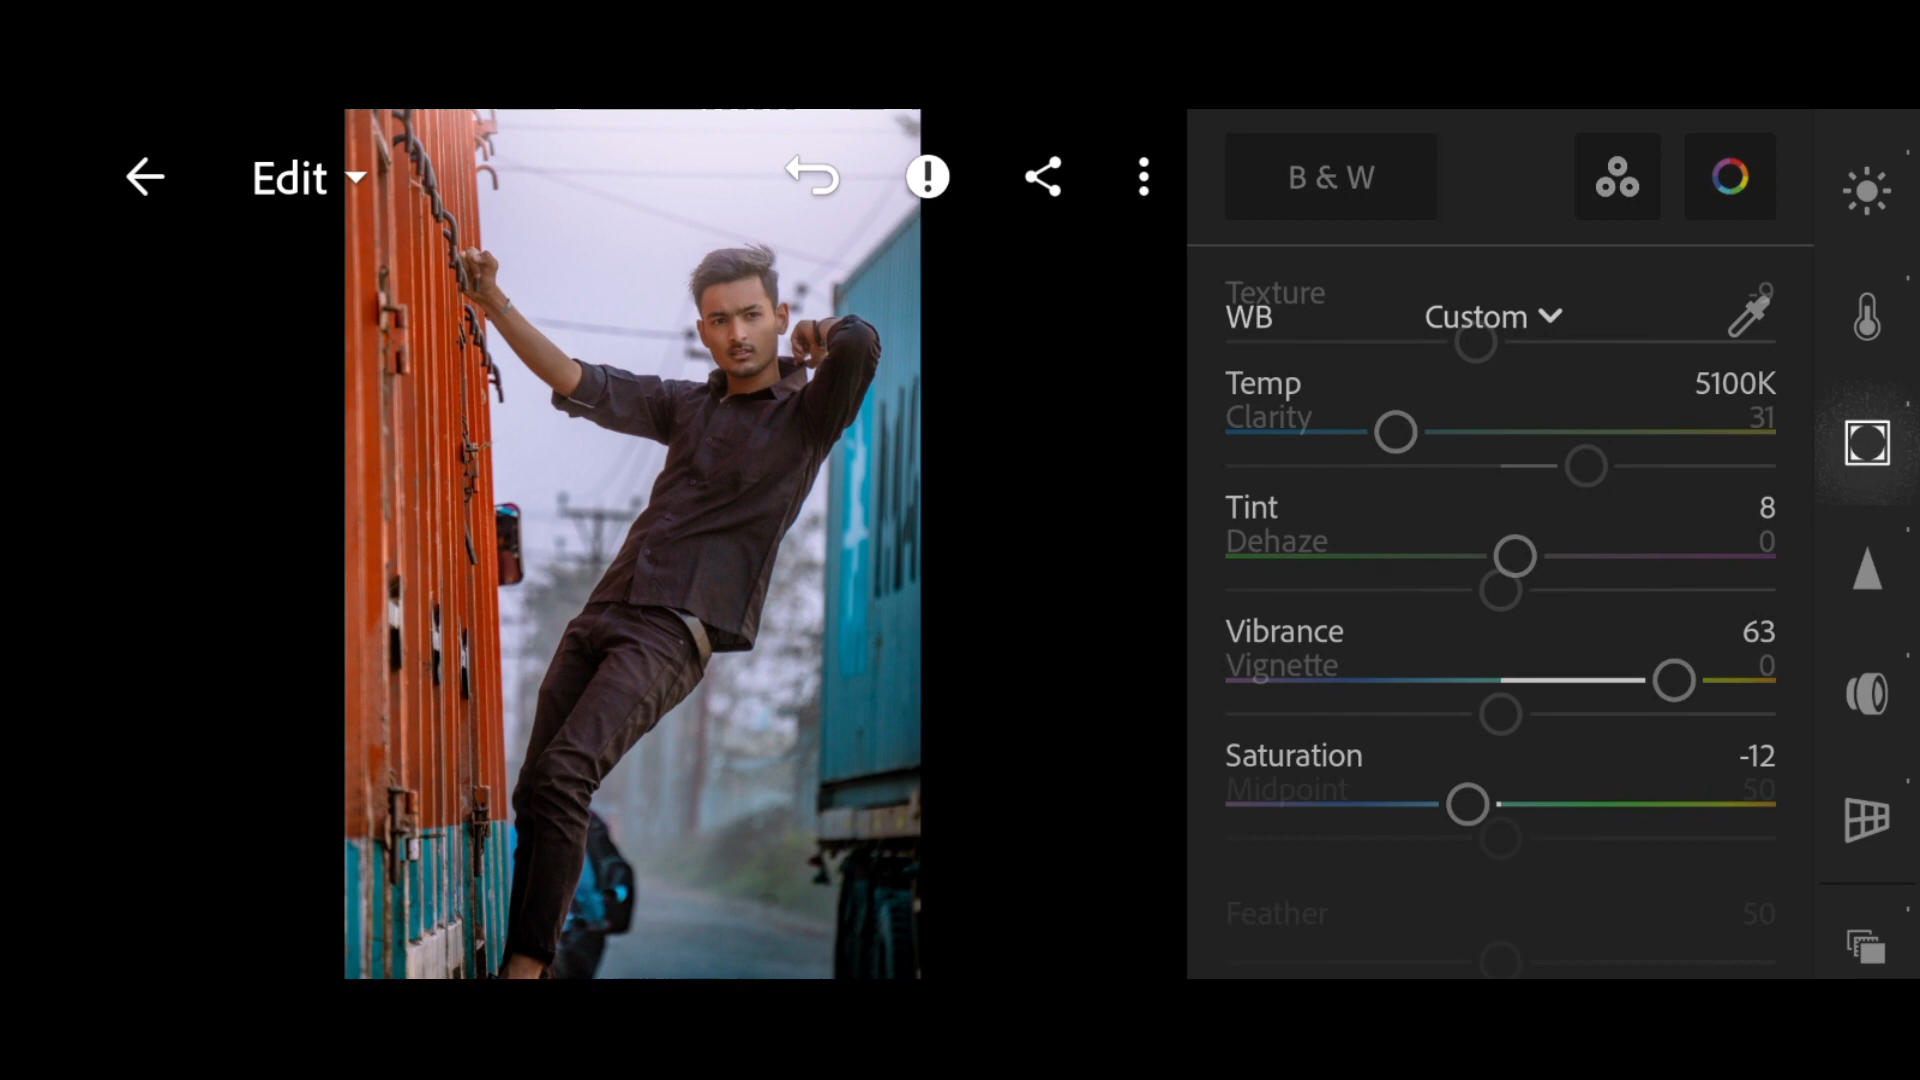 Edit
B & W
Texture -9
WB Custom
Temp 5100K
Clarity 31
Tint 8
Dehaze 0
Vibrance 63
Vignette 0
Saturation -12
Midpoint 50
Feather 50